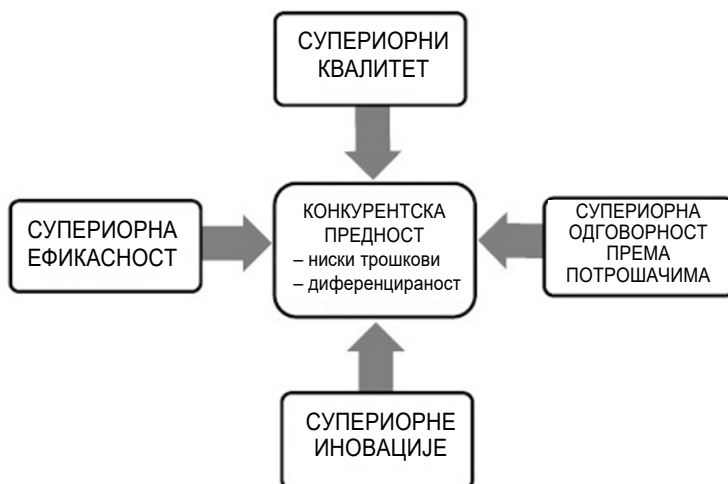 СУПЕРИОРНИ
КВАЛИТЕТ
СУПЕРИОРНА
ЕФИКАСНОСТ
КОНКУРЕНТСКА
ПРЕДНОСТ
– ниски трошкови
– диференцираност
СУПЕРИОРНА
ОДГОВОРНОСТ
ПРЕМА
ПОТРОШАЧИМА
СУПЕРИОРНЕ
ИНОВАЦИЈЕ